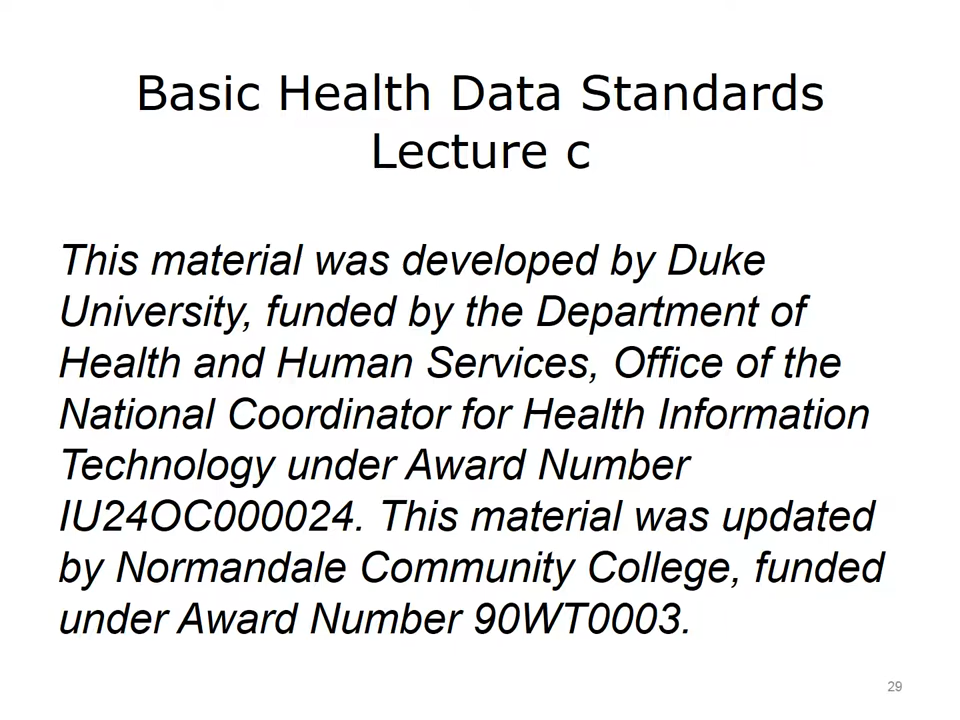 Basic Health Data Standards
Lecture c
This material was developed by Duke
University, funded by the Department of
Health and Human Services, Office of the
National Coordinator for Health Information
Technology under Award Number
IU24OC000024. This material was updated
by Normandale Community College, funded
under Award Number 90WT0003.
29